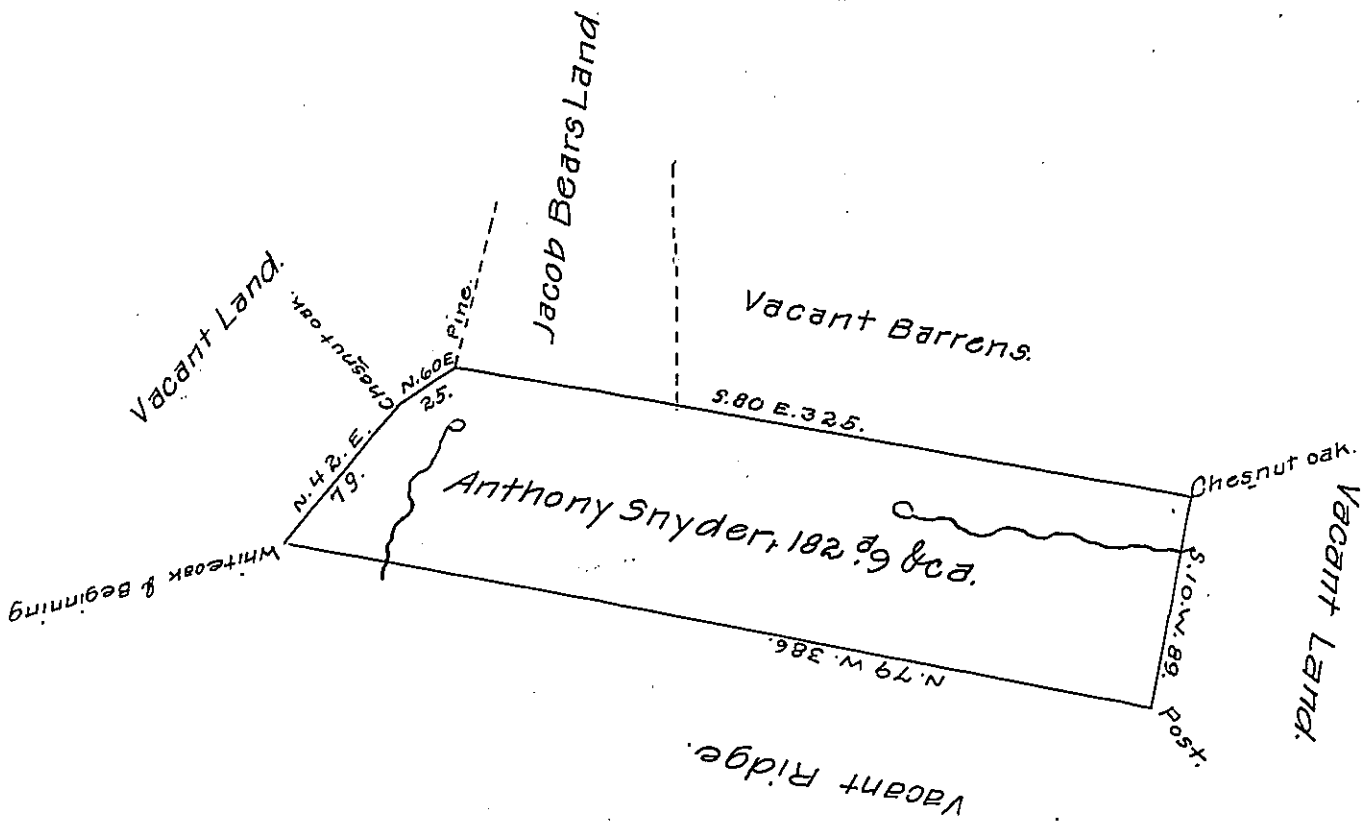 Jacob Bears Land.
Vacant Land.
Chesnut oak.
Pine.
Vacant Barrens.
N.60E.
25.
S.80 E.325.
N.42.E.
79.
Chesnut oak.
Vacant Land.
Anthony Snyder, 182 a 9 &ca.
S.10.W.89.
Whiteoak & Beginning
N.79 W.386.
Post.
Vacant Ridge.